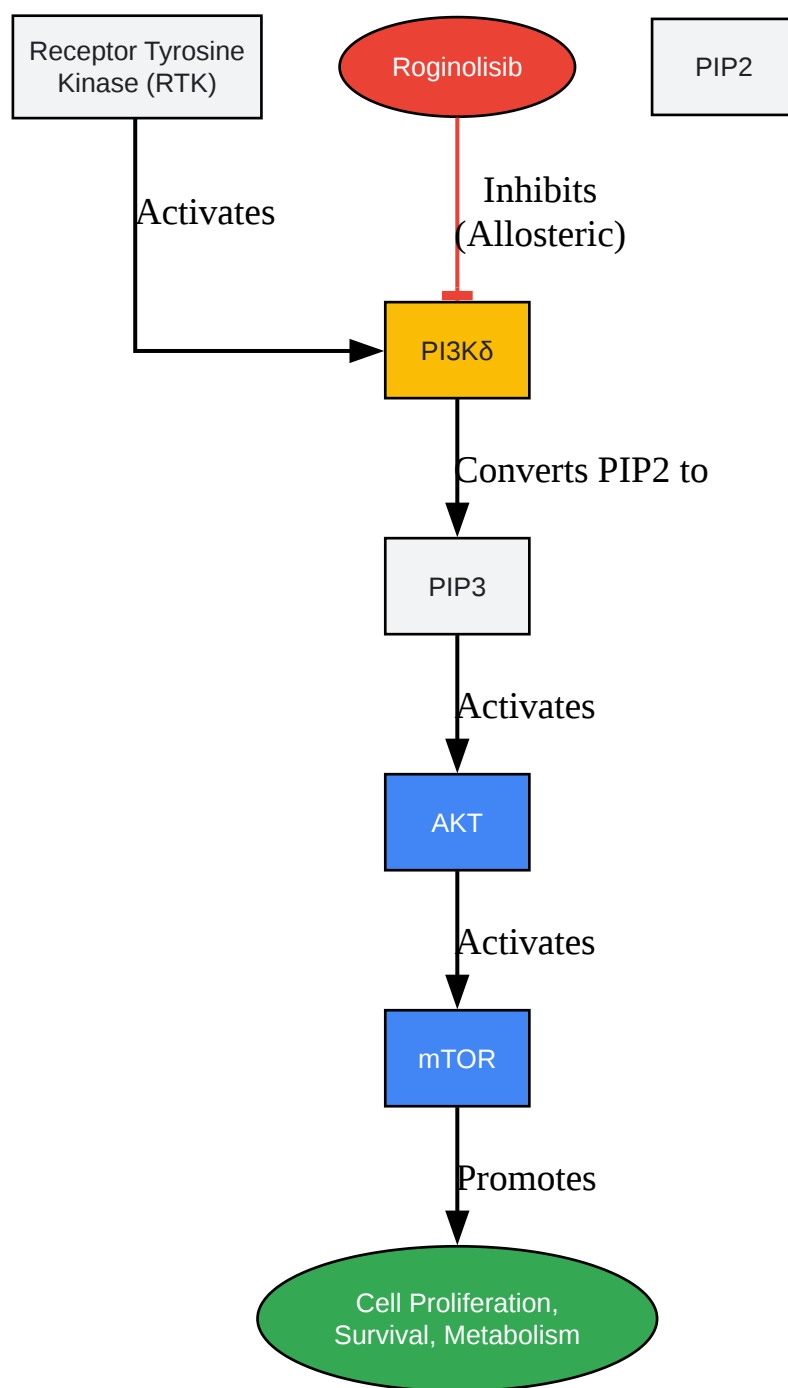 Receptor Tyrosine
Kinase (RTK)
Roginolisib
PIP2
Activates
Inhibits
(Allosteric)
PI3Kδ
Converts PIP2 to
PIP3
Activates
AKT
Activates
mTOR
Promotes
Cell Proliferation,
Survival, Metabolism